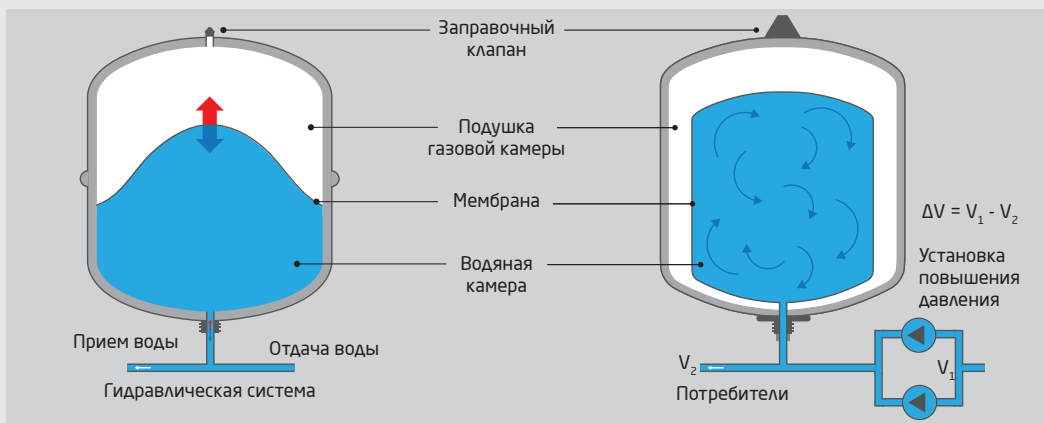 Заправочный
клапан
Подушка
газовой камеры
Мембрана
Водяная
камера
Прием воды
Отдача воды
Гидравлическая система
ΔV = V₁ - V₂
Установка
повышения
давления
V₂
V₁
Потребители